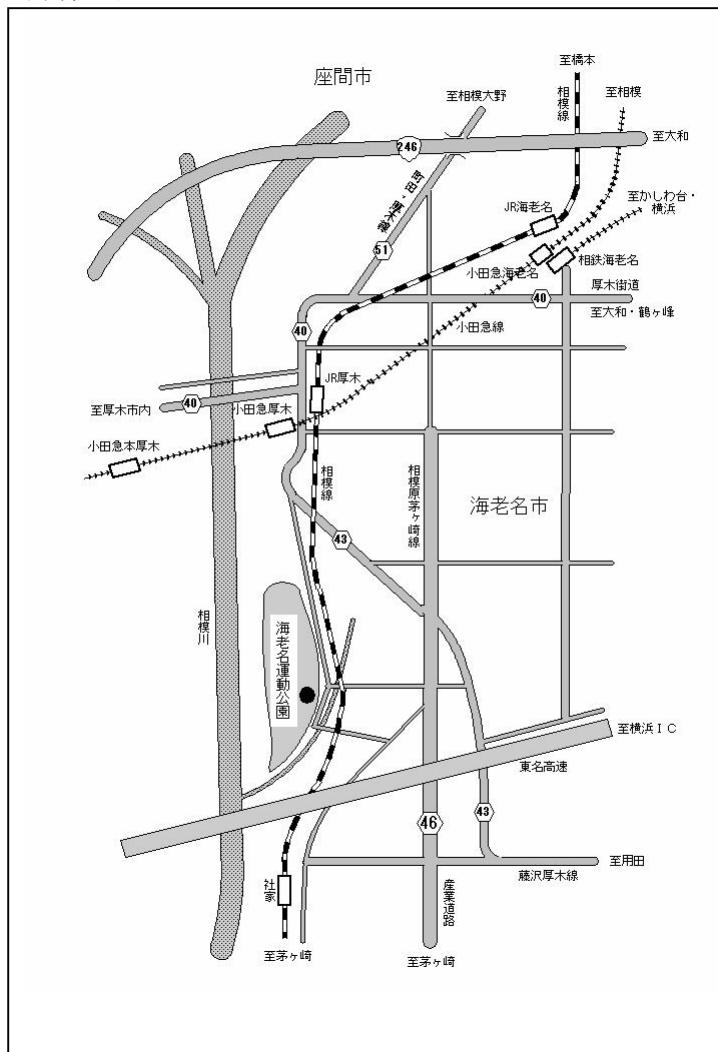 至橋本
座間市
相模線
至相模
至相模大野
246
至大和
町田・厚木線
至かしわ台・
横浜
JR海老名
51
小田急海老名
相鉄海老名
厚木街道
40
40
至大和・鶴ヶ峰
小田急線
JR厚木
40
至厚木市内
小田急厚木
小田急本厚木
相模線
相模原茅ヶ崎線
海老名市
43
相模川
海老名運動公園
至横浜IC
東名高速
46
43
社家
産業道路
藤沢厚木線
至用田
至茅ヶ崎
至茅ヶ崎